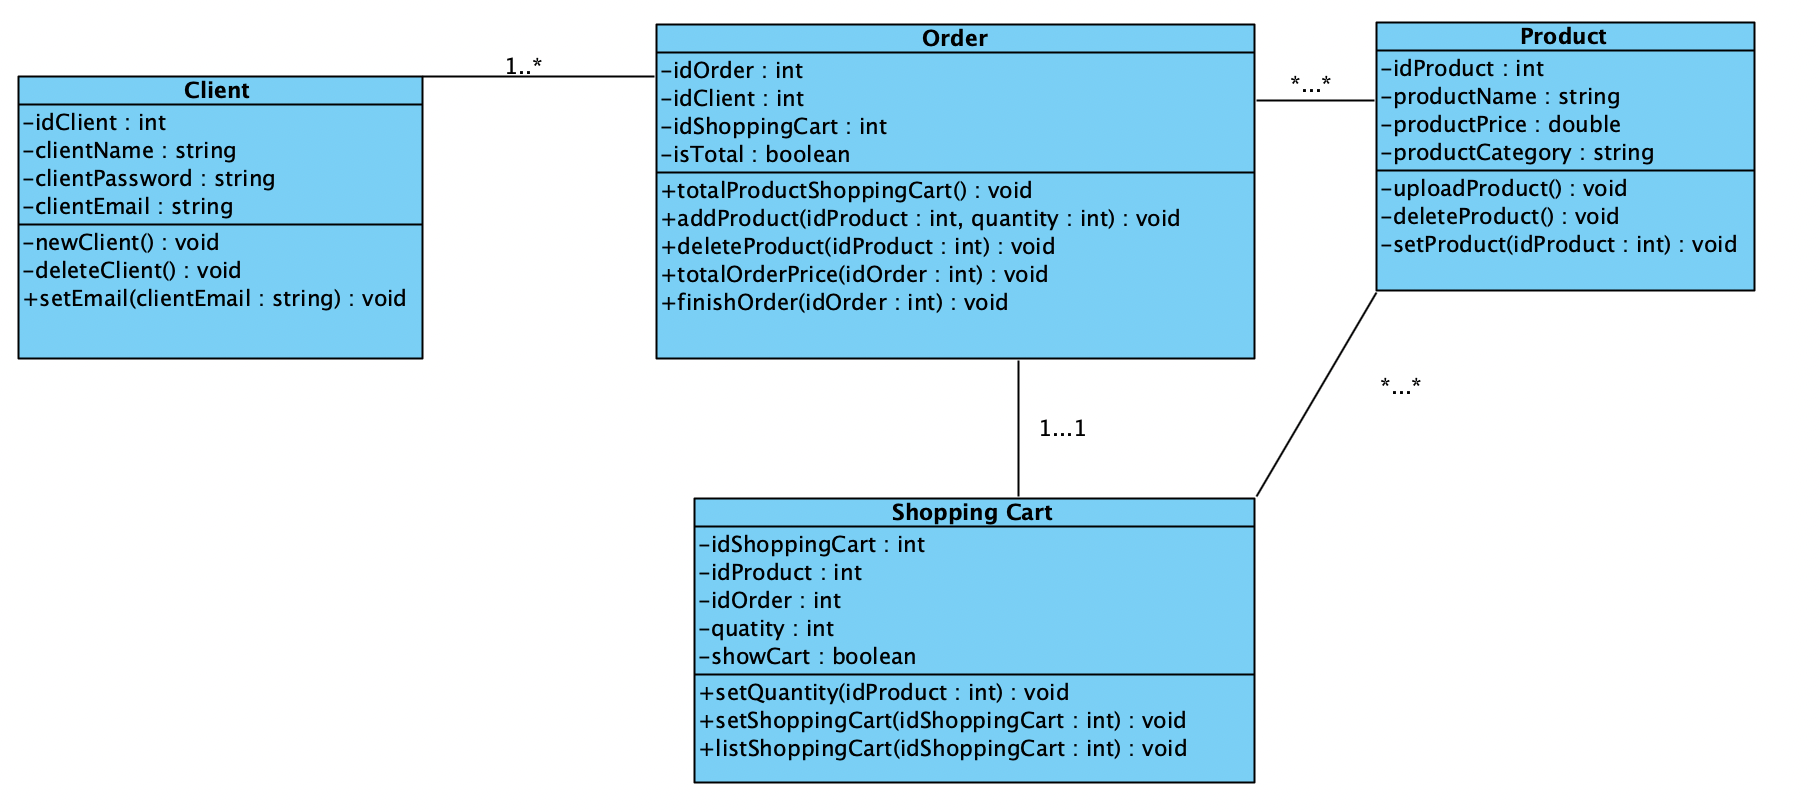 Client
-idClient : int
-clientName : string
-clientPassword : string
-clientEmail : string
-newClient() : void
-deleteClient() : void
+setEmail(clientEmail : string) : void
1..*
Order
-idOrder : int
-idClient : int
-idShoppingCart : int
-isTotal : boolean
+totalProductShoppingCart() : void
+addProduct(idProduct : int, quantity : int) : void
+deleteProduct(idProduct : int) : void
+totalOrderPrice(idOrder : int) : void
+finishOrder(idOrder : int) : void
*...*
Product
-idProduct : int
-productName : string
-productPrice : double
-productCategory : string
-uploadProduct() : void
-deleteProduct() : void
-setProduct(idProduct : int) : void
*...*
1...1
Shopping Cart
-idShoppingCart : int
-idProduct : int
-idOrder : int
-quatity : int
-showCart : boolean
+setQuantity(idProduct : int) : void
+setShoppingCart(idShoppingCart : int) : void
+listShoppingCart(idShoppingCart : int) : void